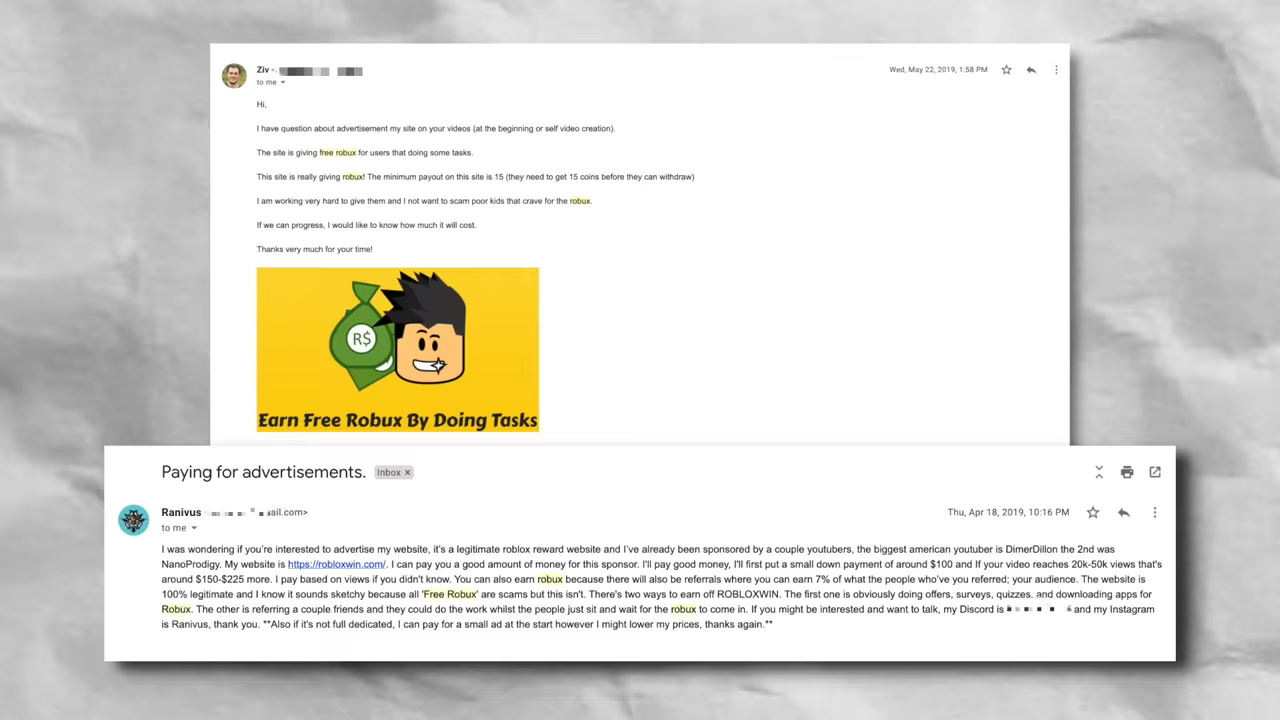 Ziv <
Wed, May 22, 2019, 1:58 PM
to me
Hi,
I have question about advertisement my site on your videos (at the beginning or self video creation).
The site is giving free robux for users that doing some tasks.
This site is really giving robux! The minimum payout on this site is 15 (they need to get 15 coins before they can withdraw)
I am working very hard to give them and I not want to scam poor kids that crave for the robux.
If we can progress, I would like to know how much it will cost.
Thanks very much for your time!
R$
Earn Free Robux By Doing Tasks
Paying for advertisements. Inbox x
Ranivus ail.com>
Thu, Apr 18, 2019, 10:16 PM
to me
I was wondering if you're interested to advertise my website, it's a legitimate roblox reward website and I've already been sponsored by a couple youtubers, the biggest american youtuber is DimerDillon the 2nd was
NanoProdigy. My website is https://robloxwin.com/. I can pay you a good amount of money for this sponsor. I'll pay good money, I'll first put a small down payment of around $100 and If your video reaches 20k-50k views that's
around $150-$225 more. I pay based on views if you didn't know. You can also earn robux because there will also be referrals where you can earn 7% of what the people who've you referred; your audience. The website is
100% legitimate and I know it sounds sketchy because all 'Free Robux' are scams but this isn't. There's two ways to earn off ROBLOXWIN. The first one is obviously doing offers, surveys, quizzes. and downloading apps for
Robux. The other is referring a couple friends and they could do the work whilst the people just sit and wait for the robux to come in. If you might be interested and want to talk, my Discord is and my Instagram
is Ranivus, thank you. **Also if it's not full dedicated, I can pay for a small ad at the start however I might lower my prices, thanks again.**